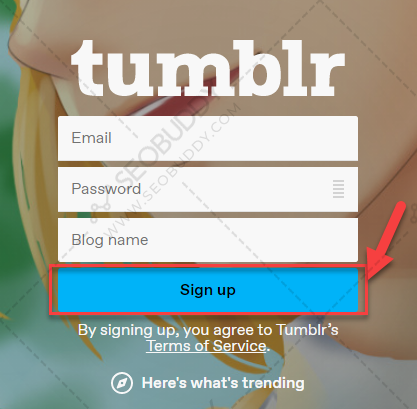 tumblr
Email
SEOBUDDY
Password
WWW.SEOBUDDY.COM
Blog name
Sign up
By signing up, you agree to Tumblr's
Terms of Service.
Here's what's trending